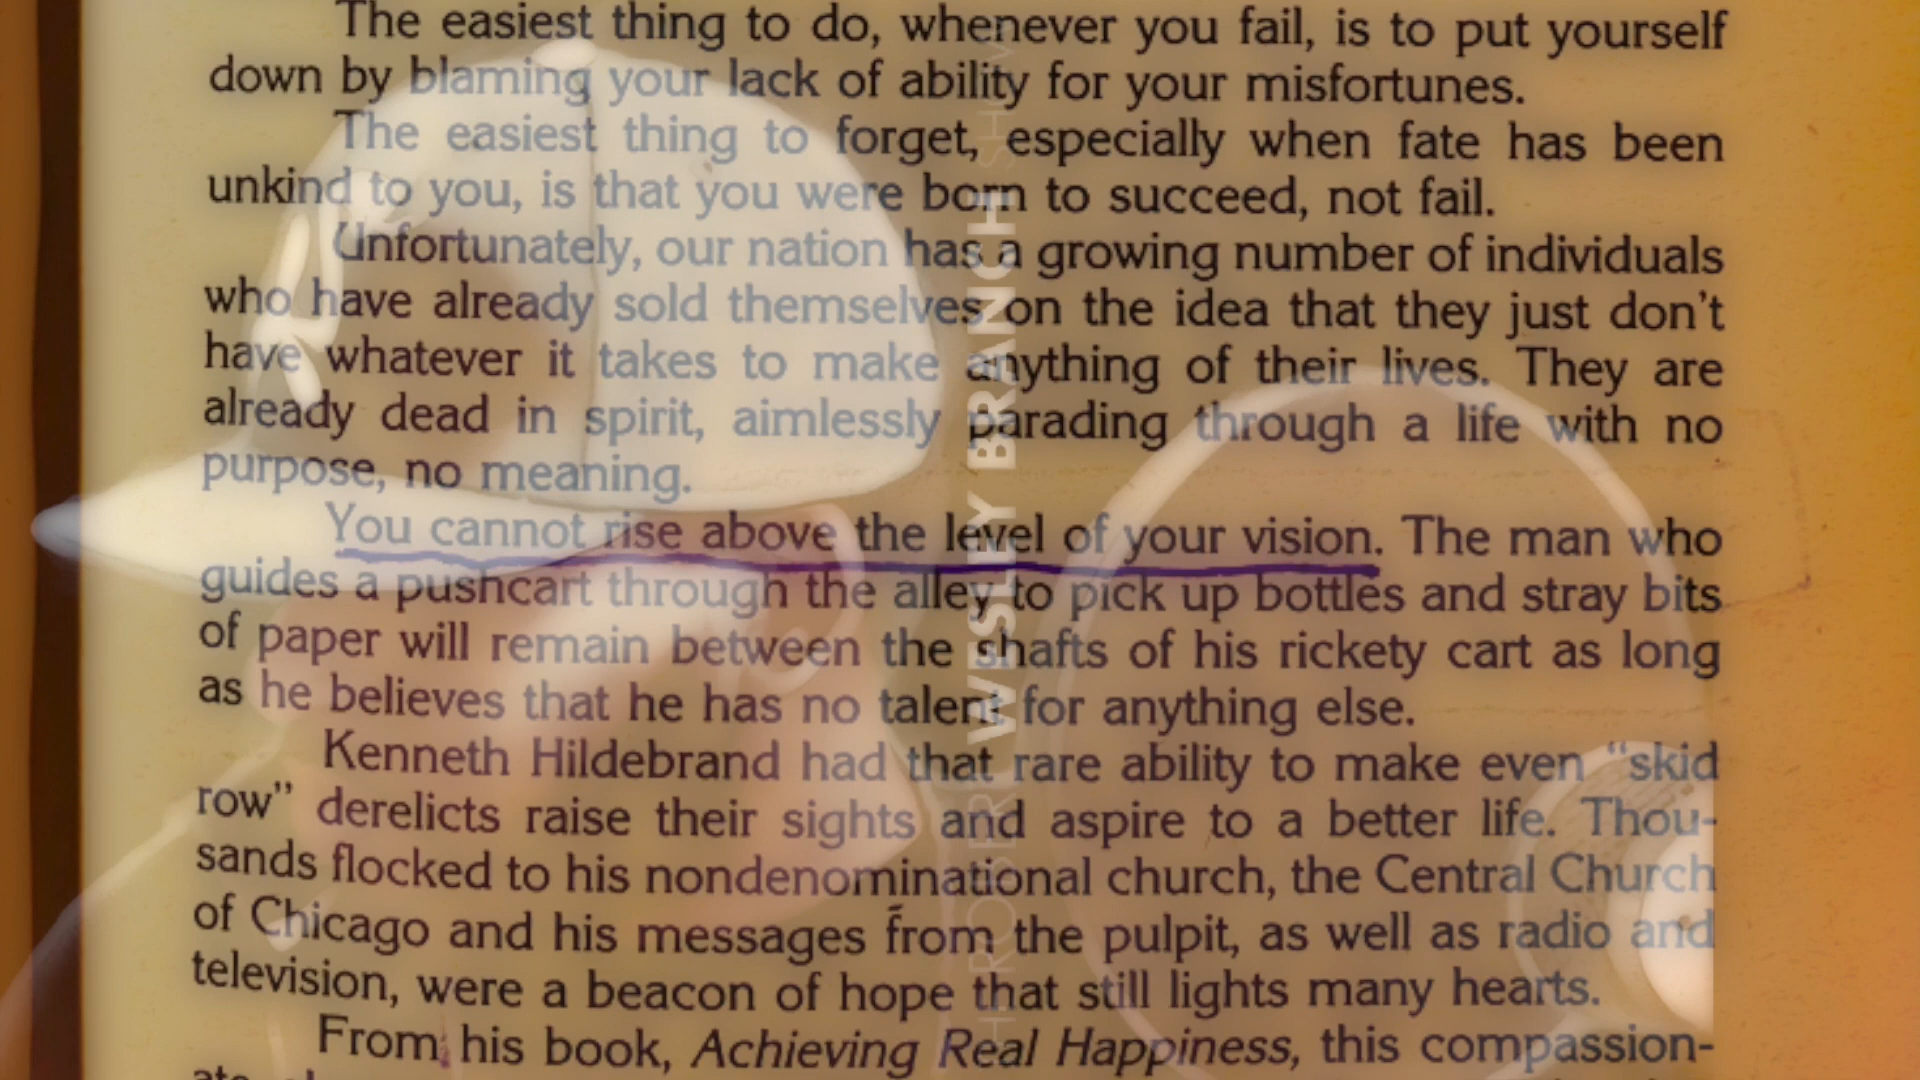 The easiest thing to do, whenever you fail, is to put yourself
down by blaming your lack of ability for your misfortunes.
The easiest thing to forget, especially when fate has been
unkind to you, is that you were born to succeed, not fail.
Unfortunately, our nation has a growing number of individuals
who have already sold themselves on the idea that they just don't
have whatever it takes to make anything of their lives. They are
already dead in spirit, aimlessly parading through a life with no
purpose, no meaning.
You cannot rise above the level of your vision. The man who
guides a pushcart through the alley to pick up bottles and stray bits
of paper will remain between the shafts of his rickety cart as long
as he believes that he has no talent for anything else.
Kenneth Hildebrand had that rare ability to make even “skid
row” derelicts raise their sights and aspire to a better life. Thou-
sands flocked to his nondenominational church, the Central Church
of Chicago and his messages from the pulpit, as well as radio and
television, were a beacon of hope that still lights many hearts.
From his book, Achieving Real Happiness, this compassion-
WESLEY BRANCH SHOW